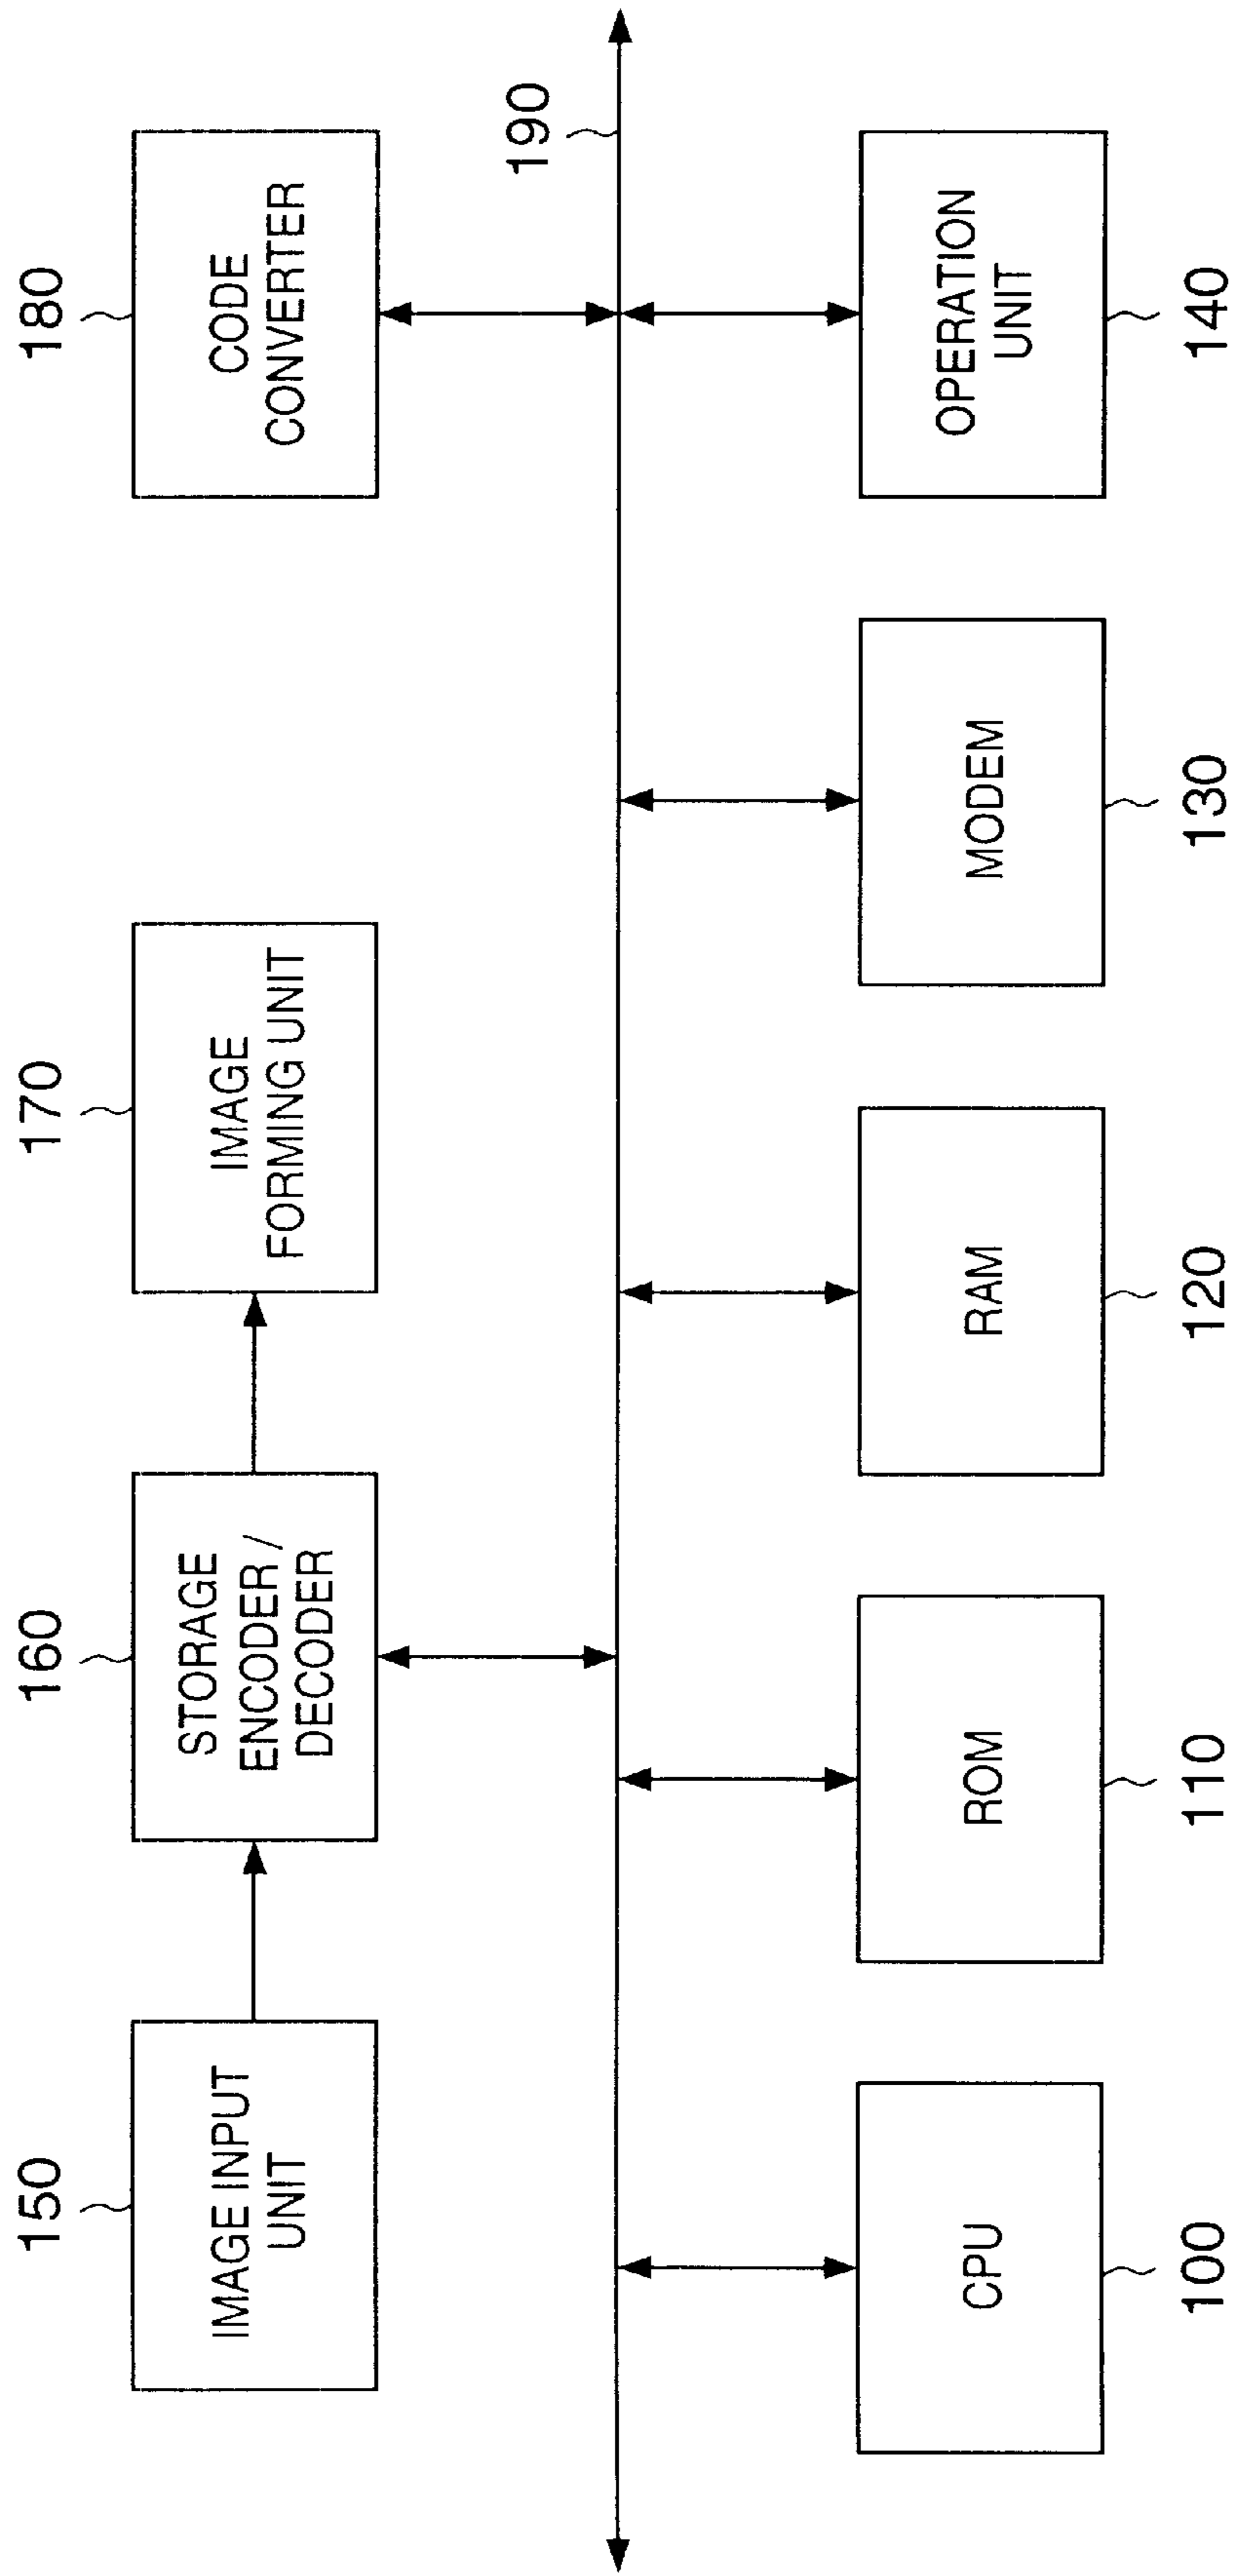 150
IMAGE INPUT
UNIT
160
STORAGE
ENCODER /
DECODER
170
IMAGE
FORMING UNIT
180
CODE
CONVERTER
190
CPU
100
ROM
110
RAM
120
MODEM
130
OPERATION
UNIT
140